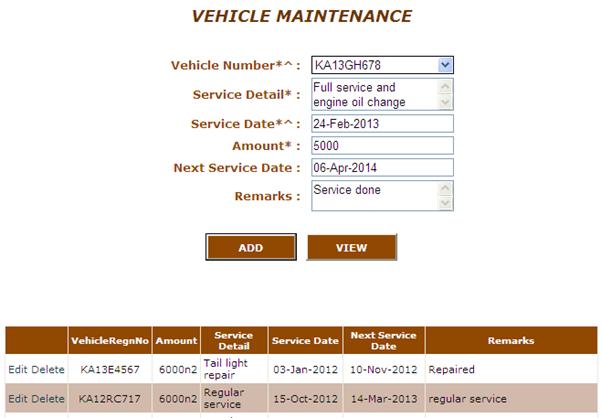 VEHICLE MAINTENANCE
Vehicle Number*^ : KA13GH678
Service Detail* : Full service and
engine oil change
Service Date*^ : 24-Feb-2013
Amount* : 5000
Next Service Date : 06-Apr-2014
Remarks : Service done
ADD VIEW
VehicleRegnNo Amount Service Detail Service Date Next Service Date Remarks
Edit Delete KA13E4567 6000n2 Tail light repair 03-Jan-2012 10-Nov-2012 Repaired
Edit Delete KA12RC717 6000n2 Regular service 15-Oct-2012 14-Mar-2013 regular service